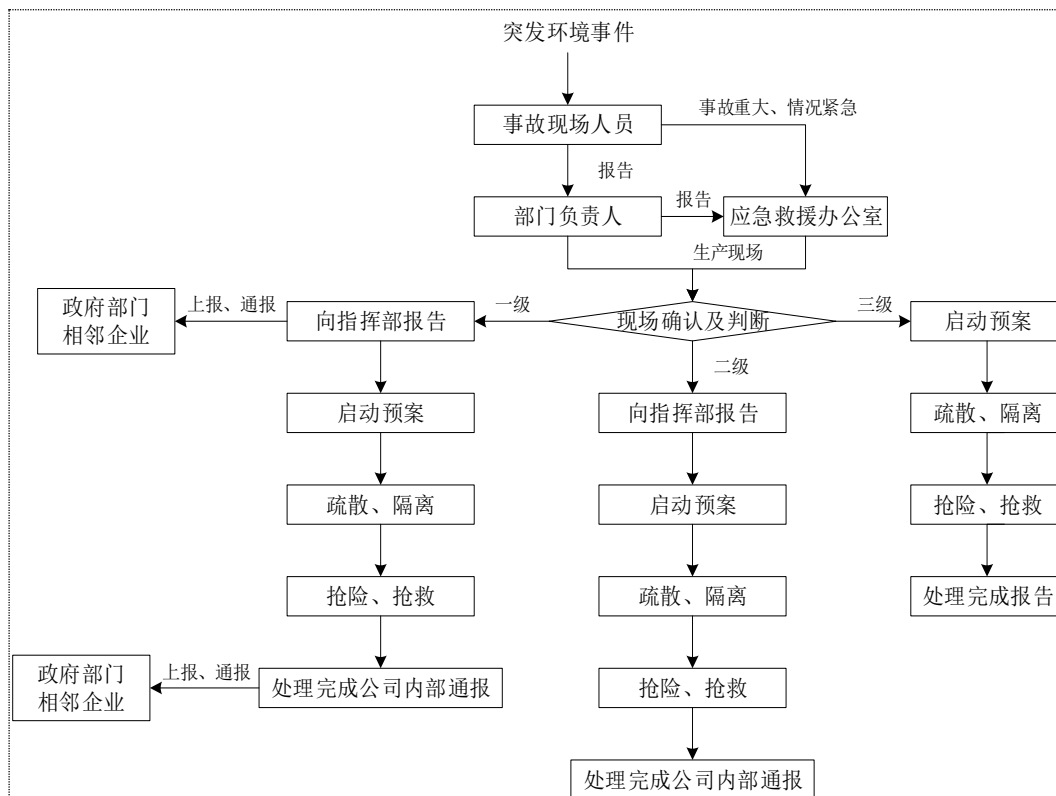 突发环境事件
事故现场人员
事故重大、情况紧急
报告
部门负责人
报告
应急救援办公室
生产现场
政府部门
相邻企业
上报、通报
向指挥部报告
一级
现场确认及判断
三级
启动预案
二级
启动预案
向指挥部报告
疏散、隔离
疏散、隔离
启动预案
抢险、抢救
抢险、抢救
疏散、隔离
处理完成报告
政府部门
相邻企业
上报、通报
处理完成公司内部通报
抢险、抢救
处理完成公司内部通报